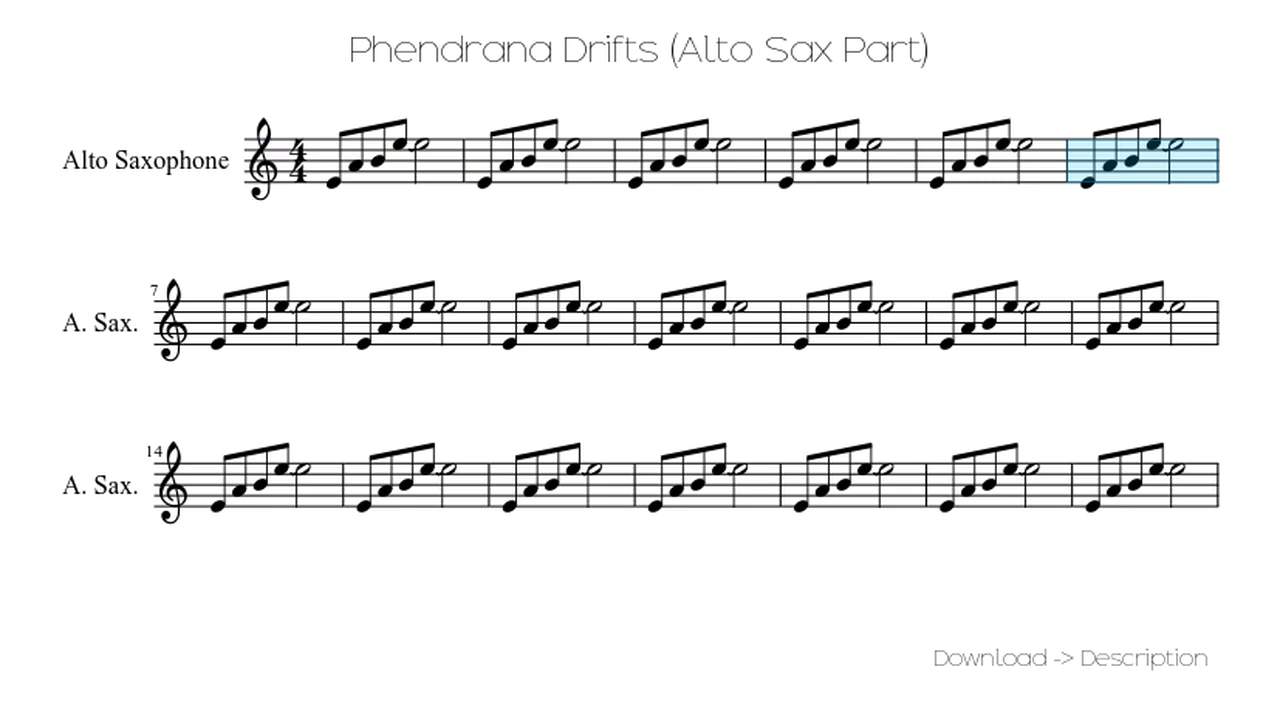 Phendrana Drifts (Alto Sax Part)
Alto Saxophone
4
4
7
A. Sax.
14
A. Sax.
Download -> Description